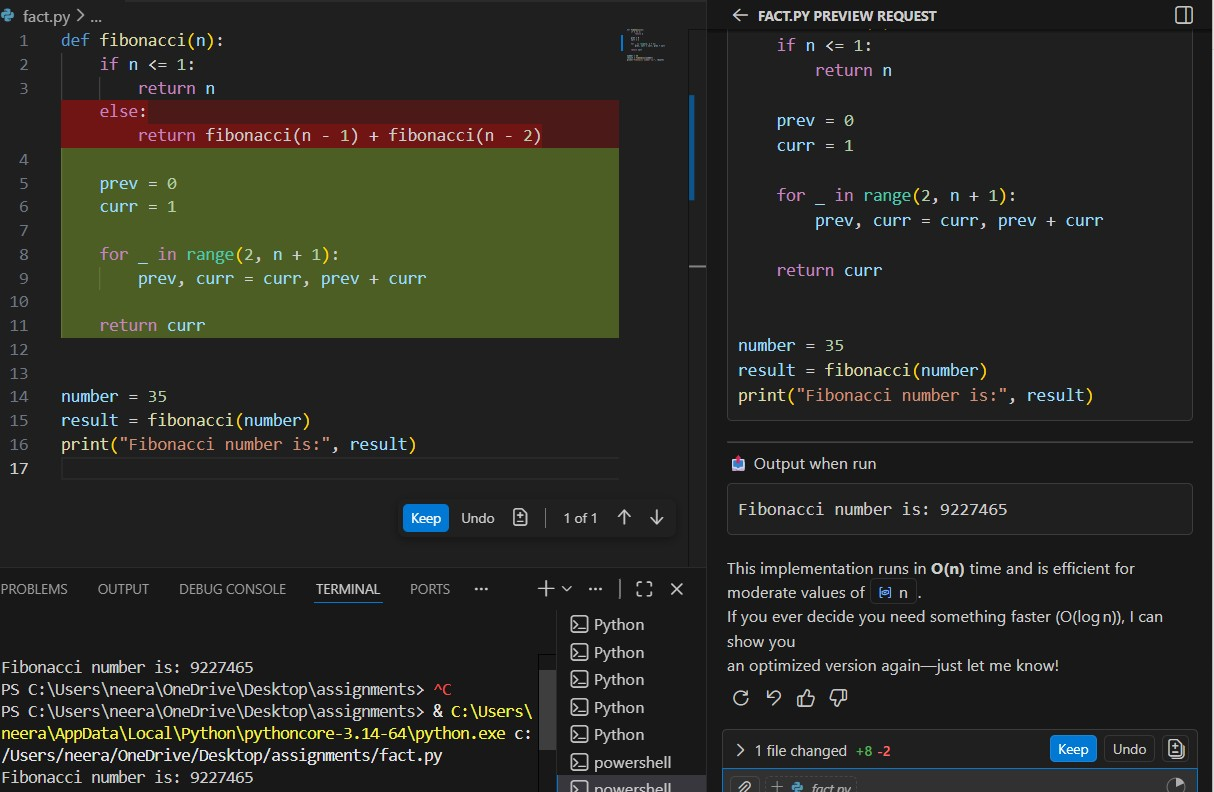 fact.py > ...
1 def fibonacci(n):
2     if n <= 1:
3         return n
    else:
        return fibonacci(n - 1) + fibonacci(n - 2)
4
5     prev = 0
6     curr = 1
7
8     for _ in range(2, n + 1):
9         prev, curr = curr, prev + curr
10
11     return curr
12
13
14 number = 35
15 result = fibonacci(number)
16 print("Fibonacci number is:", result)
17
Keep Undo 1 of 1
PROBLEMS OUTPUT DEBUG CONSOLE TERMINAL PORTS ...
Fibonacci number is: 9227465
PS C:\Users\neera\OneDrive\Desktop\assignments> ^C
PS C:\Users\neera\OneDrive\Desktop\assignments> & C:\Users\
neera\AppData\Local\Python\pythoncore-3.14-64\python.exe c:
/Users/neera/OneDrive/Desktop/assignments/fact.py
Fibonacci number is: 9227465
Python
Python
Python
Python
Python
powershell
powershell
FACT.PY PREVIEW REQUEST
    if n <= 1:
        return n

    prev = 0
    curr = 1

    for _ in range(2, n + 1):
        prev, curr = curr, prev + curr

    return curr

number = 35
result = fibonacci(number)
print("Fibonacci number is:", result)
Output when run
Fibonacci number is: 9227465
This implementation runs in O(n) time and is efficient for
moderate values of n .
If you ever decide you need something faster (O(log n)), I can
show you
an optimized version again—just let me know!
1 file changed +8 -2 Keep Undo
fact.py